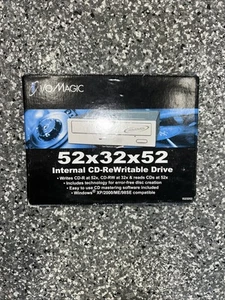 I/OMAGIC
52x32x52
Internal CD-ReWritable Drive
• Writes CD-R at 52x, CD-RW at 32x & reads CDs at 52x
• Includes technology for error-free disc creation
• Easy to use CD mastering software included
• Windows® XP/2000/ME/98SE compatible